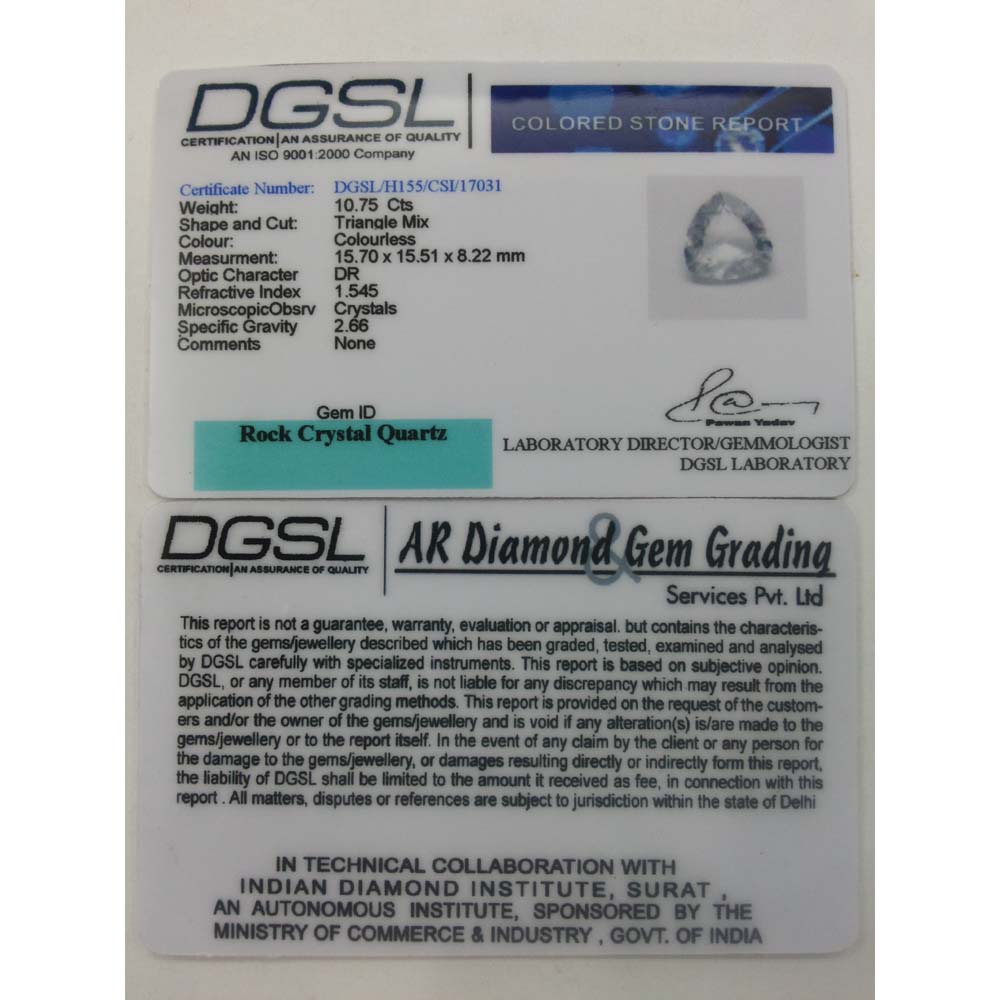 DGSL
CERTIFICATION|AN ASSURANCE OF QUALITY
AN ISO 9001:2000 Company
COLORED STONE REPORT
Certificate Number: DGSL/H155/CSI/17031
Weight: 10.75 Cts
Shape and Cut: Triangle Mix
Colour: Colourless
Measurment: 15.70 x 15.51 x 8.22 mm
Optic Character DR
Refractive Index 1.545
MicroscopicObsrv Crystals
Specific Gravity 2.66
Comments None
Gem ID
Rock Crystal Quartz
Pawan Yadav
LABORATORY DIRECTOR/GEMMOLOGIST
DGSL LABORATORY
DGSL
CERTIFICATION|AN ASSURANCE OF QUALITY
AR Diamond & Gem Grading
Services Pvt. Ltd
This report is not a guarantee, warranty, evaluation or appraisal. but contains the characteris-
tics of the gems/jewellery described which has been graded, tested, examined and analysed
by DGSL carefully with specialized instruments. This report is based on subjective opinion.
DGSL, or any member of its staff, is not liable for any discrepancy which may result from the
application of the other grading methods. This report is provided on the request of the custom-
ers and/or the owner of the gems/jewellery and is void if any alteration(s) is/are made to the
gems/jewellery or to the report itself. In the event of any claim by the client or any person for
the damage to the gems/jewellery, or damages resulting directly or indirectly form this report,
the liability of DGSL shall be limited to the amount it received as fee, in connection with this
report . All matters, disputes or references are subject to jurisdiction within the state of Delhi
IN TECHNICAL COLLABORATION WITH
INDIAN DIAMOND INSTITUTE, SURAT ,
AN AUTONOMOUS INSTITUTE, SPONSORED BY THE
MINISTRY OF COMMERCE & INDUSTRY , GOVT. OF INDIA